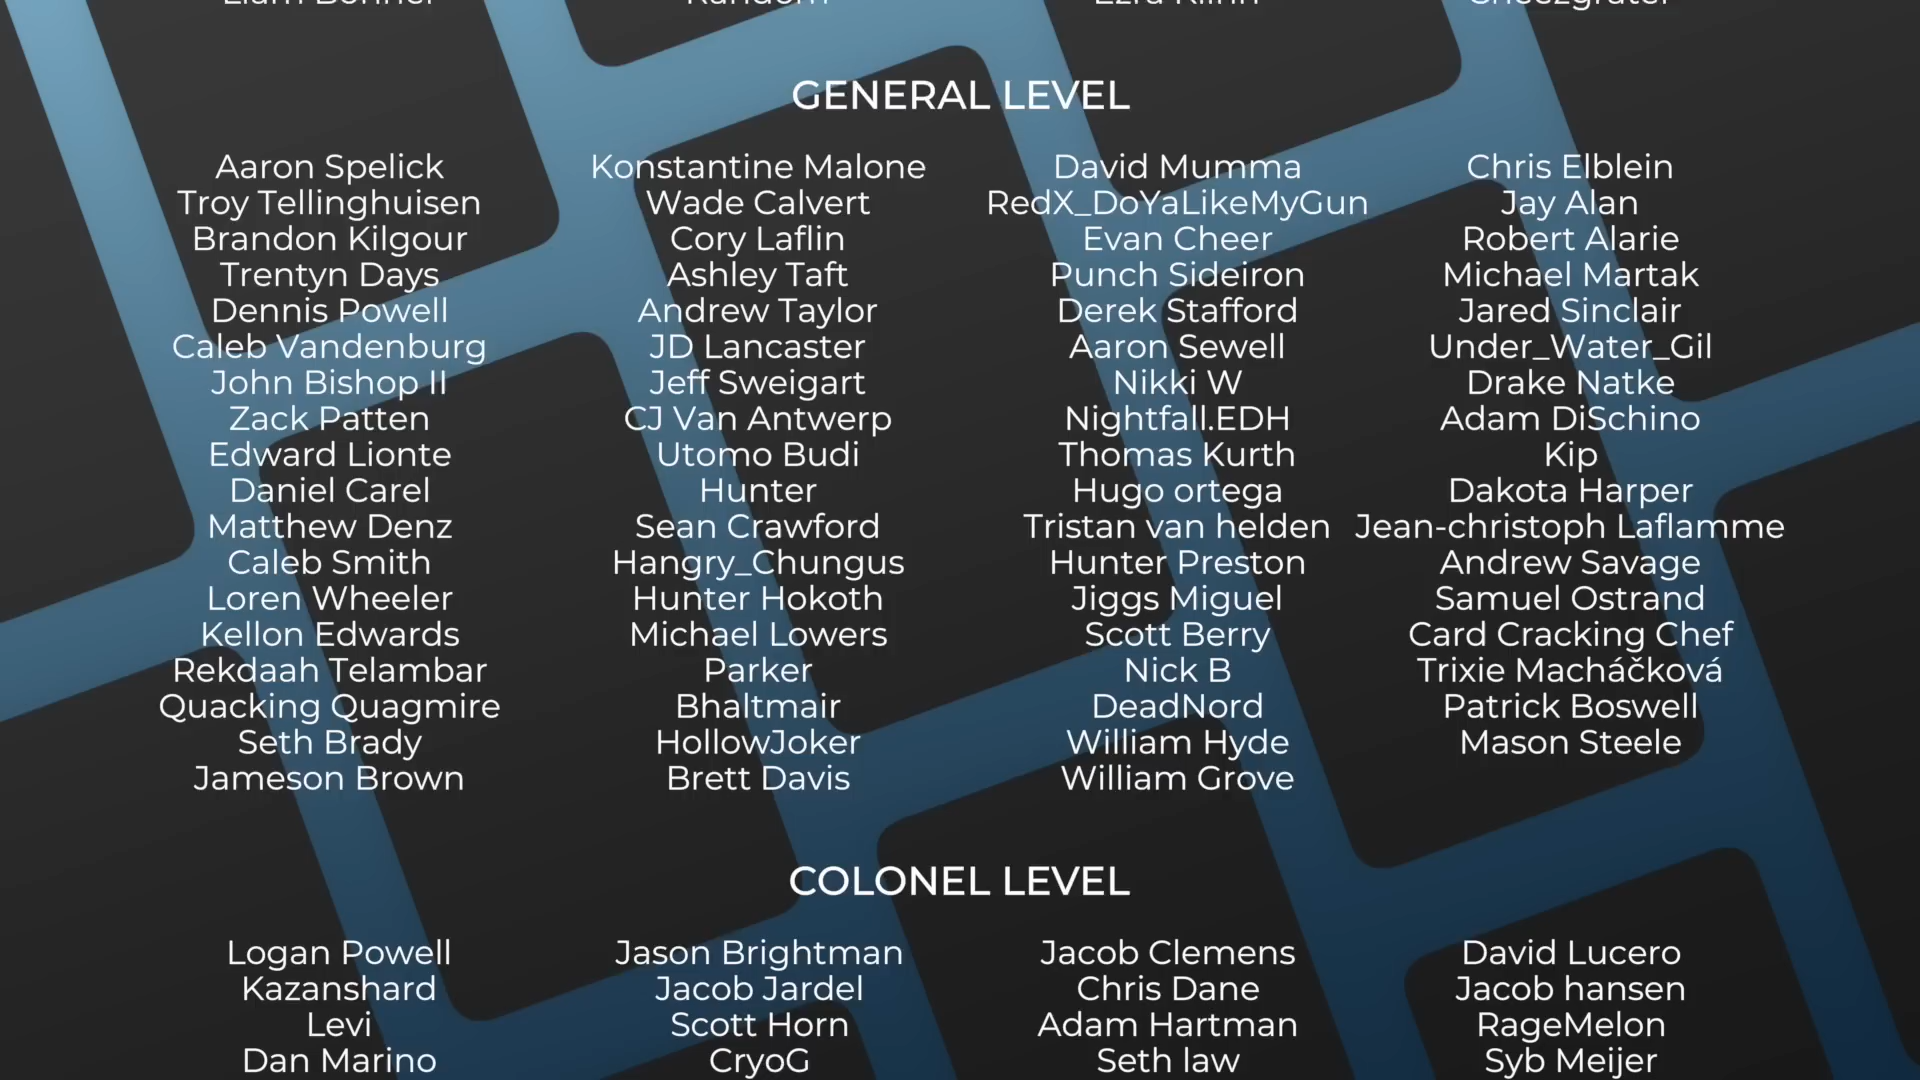 GENERAL LEVEL
Aaron Spelick Konstantine Malone David Mumma Chris Elblein
Troy Tellinghuisen Wade Calvert RedX_DoYaLikeMyGun Jay Alan
Brandon Kilgour Cory Laflin Evan Cheer Robert Alarie
Trentyn Days Ashley Taft Punch Sideiron Michael Martak
Dennis Powell Andrew Taylor Derek Stafford Jared Sinclair
Caleb Vandenburg JD Lancaster Aaron Sewell Under_Water_Gil
John Bishop II Jeff Sweigart Nikki W Drake Natke
Zack Patten CJ Van Antwerp Nightfall.EDH Adam DiSchino
Edward Lionte Utomo Budi Thomas Kurth Kip
Daniel Carel Hunter Hugo ortega Dakota Harper
Matthew Denz Sean Crawford Tristan van helden Jean-christoph Laflamme
Caleb Smith Hangry_Chungus Hunter Preston Andrew Savage
Loren Wheeler Hunter Hokoth Jiggs Miguel Samuel Ostrand
Kellon Edwards Michael Lowers Scott Berry Card Cracking Chef
Rekdaah Telambar Parker Nick B Trixie Macháčková
Quacking Quagmire Bhaltmair DeadNord Patrick Boswell
Seth Brady HollowJoker William Hyde Mason Steele
Jameson Brown Brett Davis William Grove
COLONEL LEVEL
Logan Powell Jason Brightman Jacob Clemens David Lucero
Kazanshard Jacob Jardel Chris Dane Jacob hansen
Levi Scott Horn Adam Hartman RageMelon
Dan Marino CryoG Seth law Syb Meijer